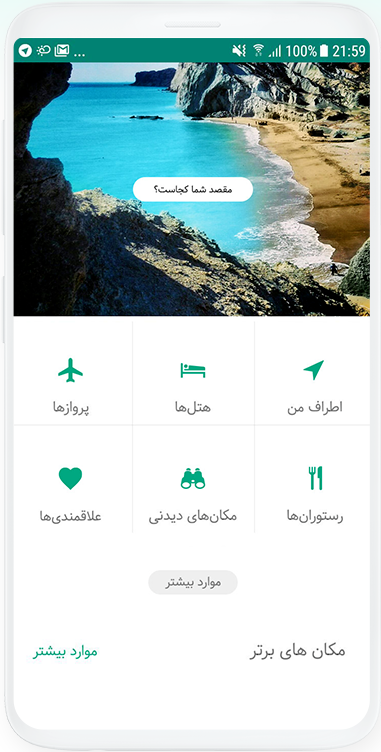 ... 100% 21:59
مقصد شما کجاست؟
اطراف من هتل‌ها پروازها
رستوران‌ها مکان‌های دیدنی علاقمندی‌ها
موارد بیشتر
مکان های برتر موارد بیشتر